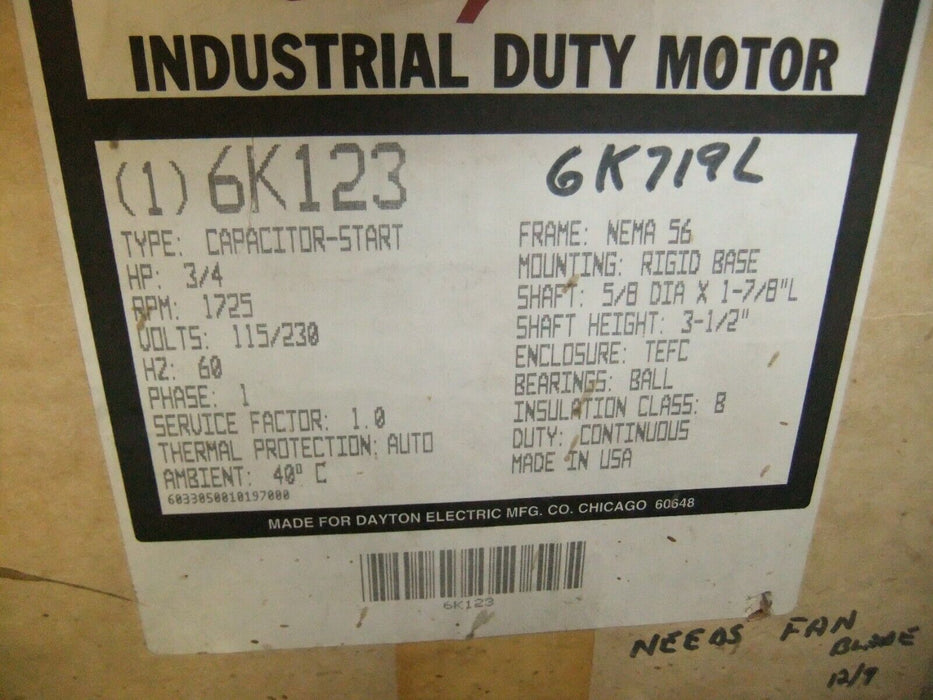 INDUSTRIAL DUTY MOTOR
(1) 6K123
6K719L
TYPE: CAPACITOR-START
HP: 3/4
RPM: 1725
VOLTS: 115/230
HZ: 60
PHASE: 1
SERVICE FACTOR: 1.0
THERMAL PROTECTION: AUTO
AMBIENT: 40° C
6033050010197000
FRAME: NEMA 56
MOUNTING: RIGID BASE
SHAFT: 5/8 DIA X 1-7/8"L
SHAFT HEIGHT: 3-1/2"
ENCLOSURE: TEFC
BEARINGS: BALL
INSULATION CLASS: B
DUTY: CONTINUOUS
MADE IN USA
MADE FOR DAYTON ELECTRIC MFG. CO. CHICAGO 60648
6K123
NEEDS FAN
BLADE
12/9